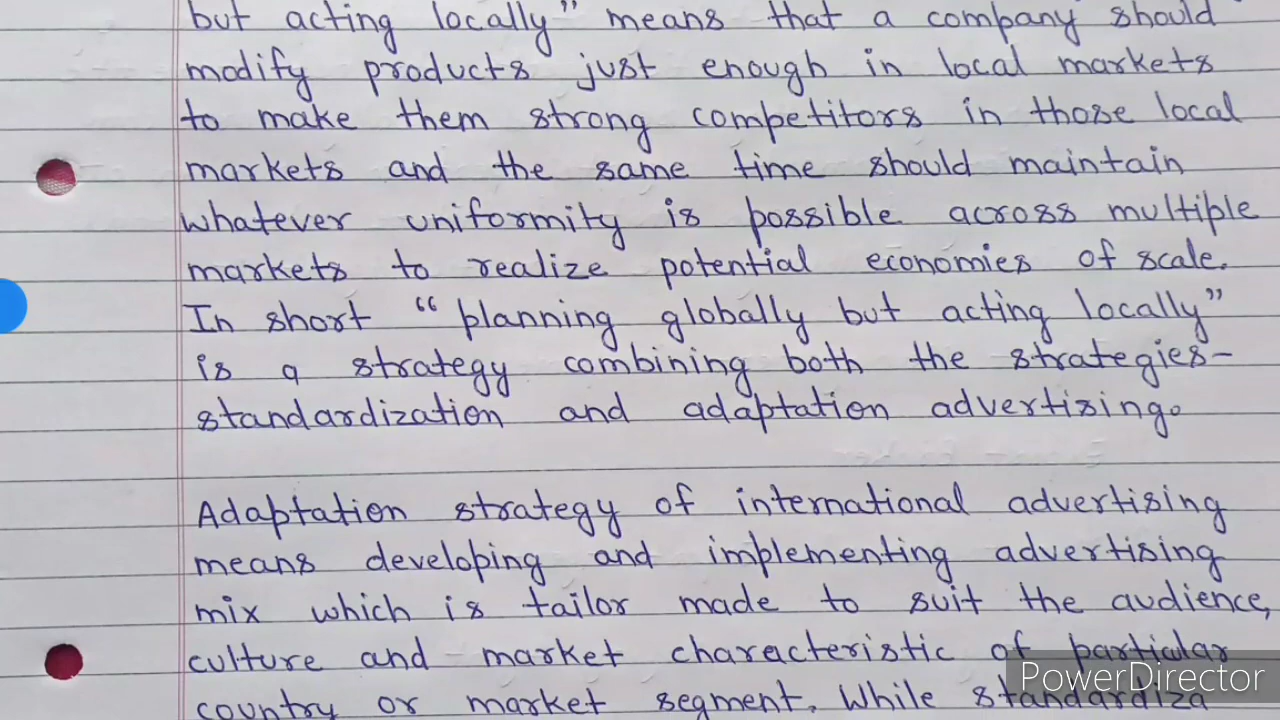 but acting locally" means that a company should
modify products just enough in local markets
to make them strong competitors in those local
markets and the same time should maintain
whatever uniformity is possible across multiple
markets to realize potential economies of scale.
In short "planning globally but acting locally"
is a strategy combining both the strategies-
standardization and adaptation advertising.
Adaptation strategy of international advertising
means developing and implementing advertising
mix which is tailor made to suit the audience,
culture and market characteristic of particular
country or market segment. While standardiza
PowerDirector